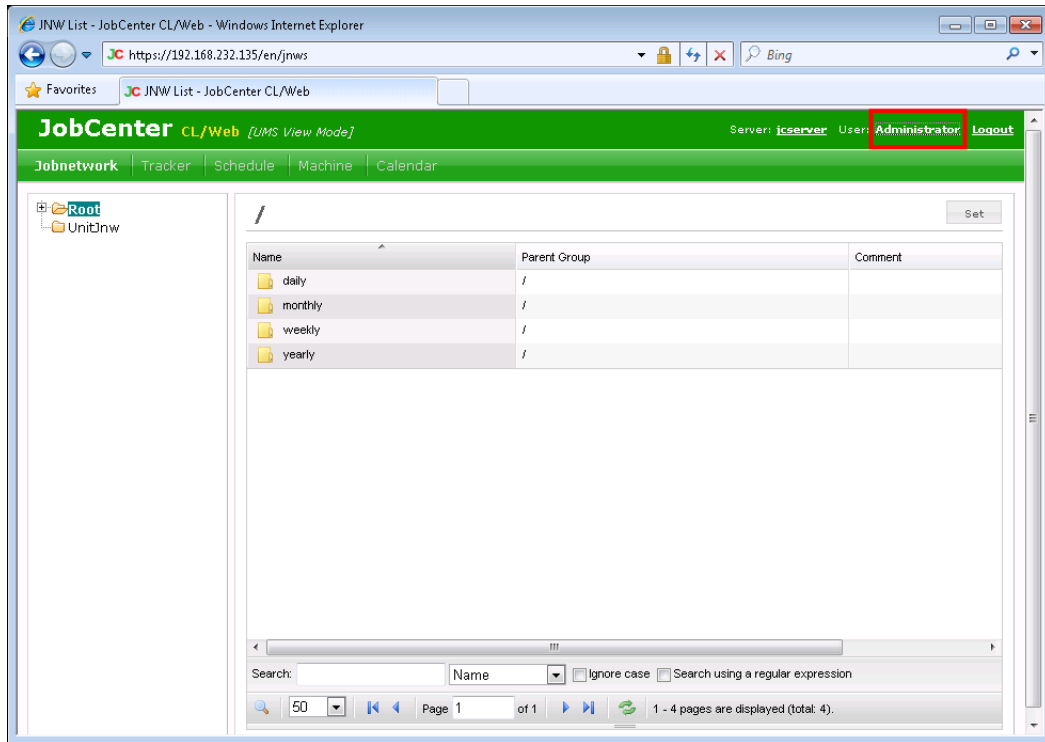 JNW List - JobCenter CL/Web - Windows Internet Explorer
JC https://192.168.232.135/en/jnws Bing
Favorites JC JNW List - JobCenter CL/Web
JobCenter CL/Web [UMS View Mode] Server: jcserver User: Administrator Logout
Jobnetwork Tracker Schedule Machine Calendar
Root / Set
UnitJnw
Name Parent Group Comment
daily /
monthly /
weekly /
yearly /
Search: Name Ignore case Search using a regular expression
50 Page 1 of 1 1 - 4 pages are displayed (total: 4).